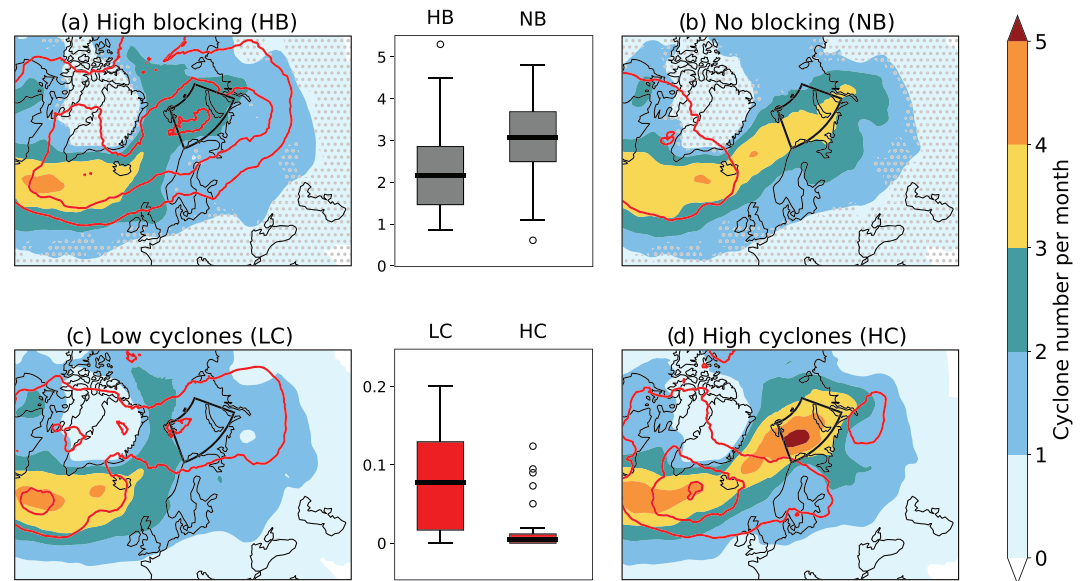 (a) High blocking (HB)
HB
NB
(b) No blocking (NB)
5
4
3
2
1
0
(c) Low cyclones (LC)
LC
HC
(d) High cyclones (HC)
0.2
0.1
0
5
4
3
2
1
0
Cyclone number per month